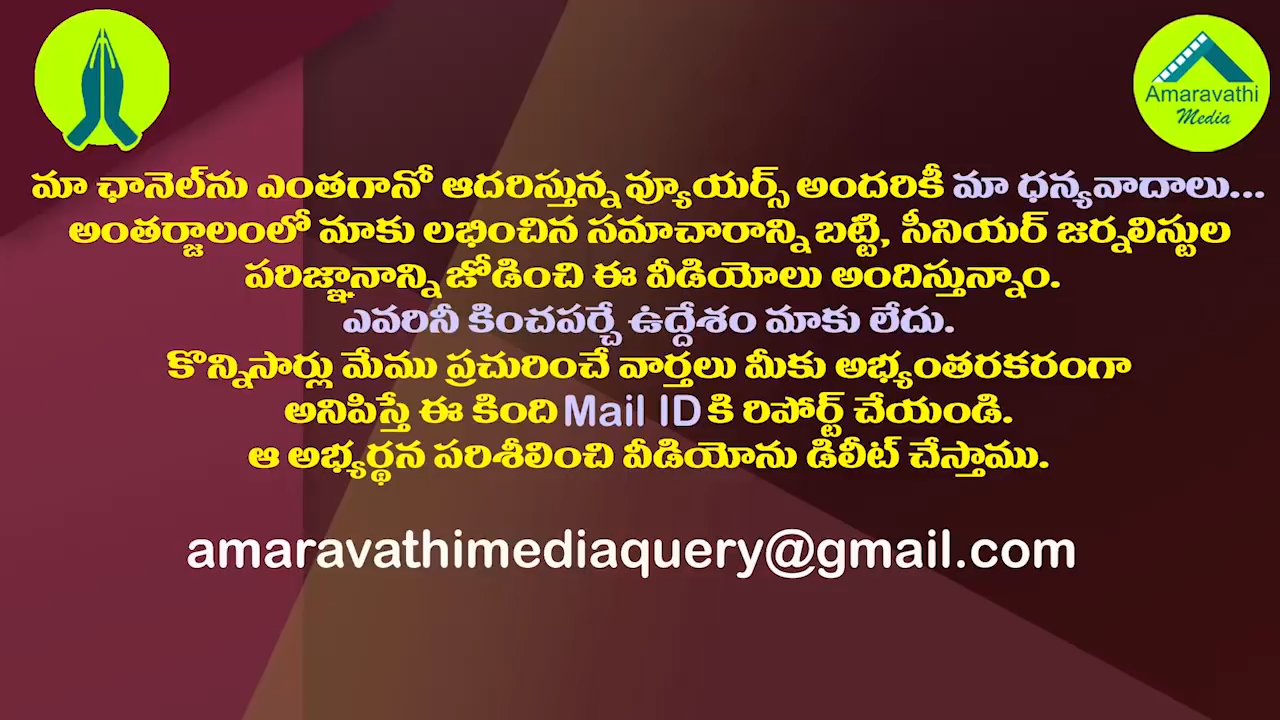 Amaravathi
Media
మా ఛానెల్‌ను ఎంతగానో ఆదరిస్తున్న వ్యూయర్స్ అందరికీ మా ధన్యవాదాలు...
అంతర్జాలంలో మాకు లభించిన సమాచారాన్ని బట్టి, సీనియర్ జర్నలిస్టుల
పరిజ్ఞానాన్ని జోడించి ఈ వీడియోలు అందిస్తున్నాం.
ఎవరినీ కించపర్చే ఉద్దేశం మాకు లేదు.
కొన్నిసార్లు మేము ప్రచురించే వార్తలు మీకు అభ్యంతరకరంగా
అనిపిస్తే ఈ కింది Mail ID కి రిపోర్ట్ చేయండి.
ఆ అభ్యర్థన పరిశీలించి వీడియోను డిలీట్ చేస్తాము.
amaravathimediaquery@gmail.com